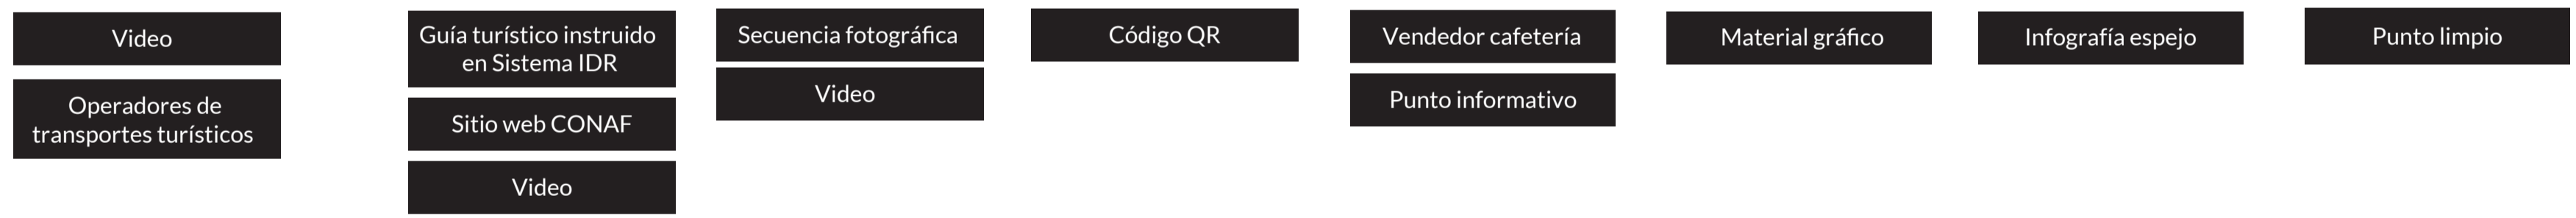 Video
Operadores de
transportes turísticos
Guía turístico instruido
en Sistema IDR
Sitio web CONAF
Video
Secuencia fotográfica
Video
Código QR
Vendedor cafetería
Punto informativo
Material gráfico
Infografía espejo
Punto limpio